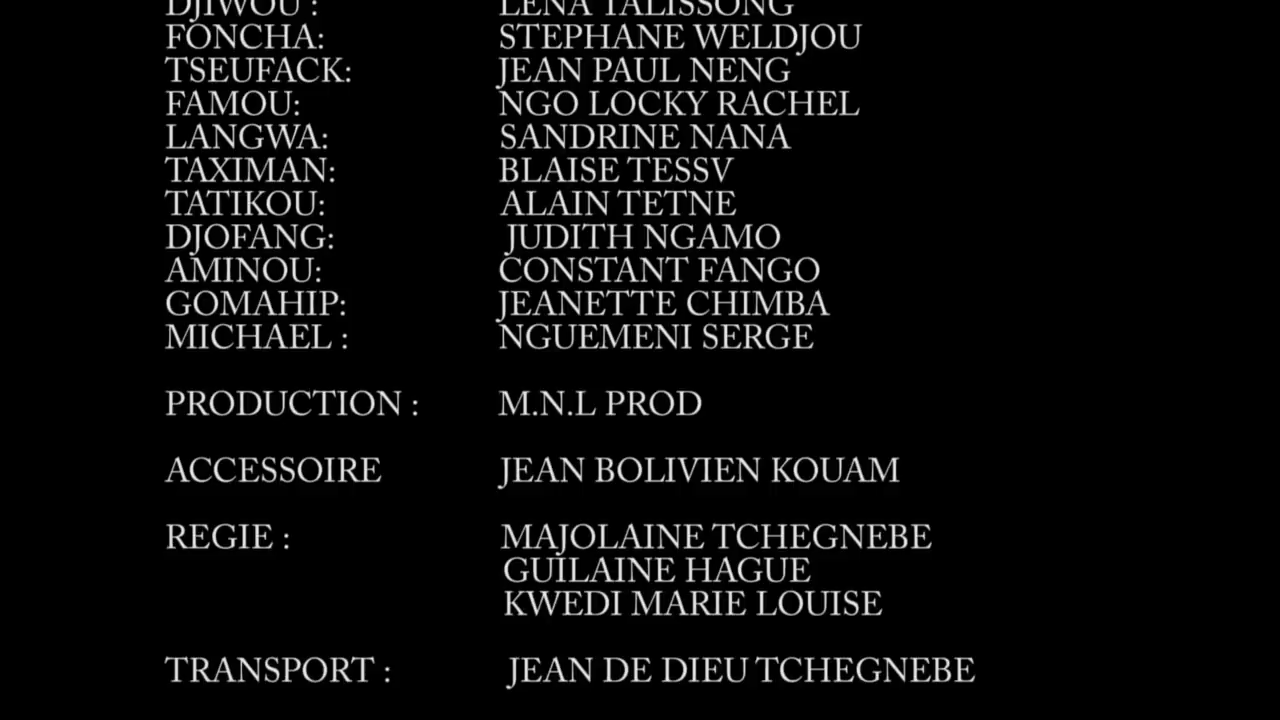 DJIWOU : LENA TALISSONG
FONCHA: STEPHANE WELDJOU
TSEUFACK: JEAN PAUL NENG
FAMOU: NGO LOCKY RACHEL
LANGWA: SANDRINE NANA
TAXIMAN: BLAISE TESSV
TATIKOU: ALAIN TETNE
DJOFANG: JUDITH NGAMO
AMINOU: CONSTANT FANGO
GOMAHIP: JEANETTE CHIMBA
MICHAEL : NGUEMENI SERGE
PRODUCTION : M.N.L PROD
ACCESSOIRE JEAN BOLIVIEN KOUAM
REGIE : MAJOLAINE TCHEGNEBE
GUILAINE HAGUE
KWEDI MARIE LOUISE
TRANSPORT : JEAN DE DIEU TCHEGNEBE